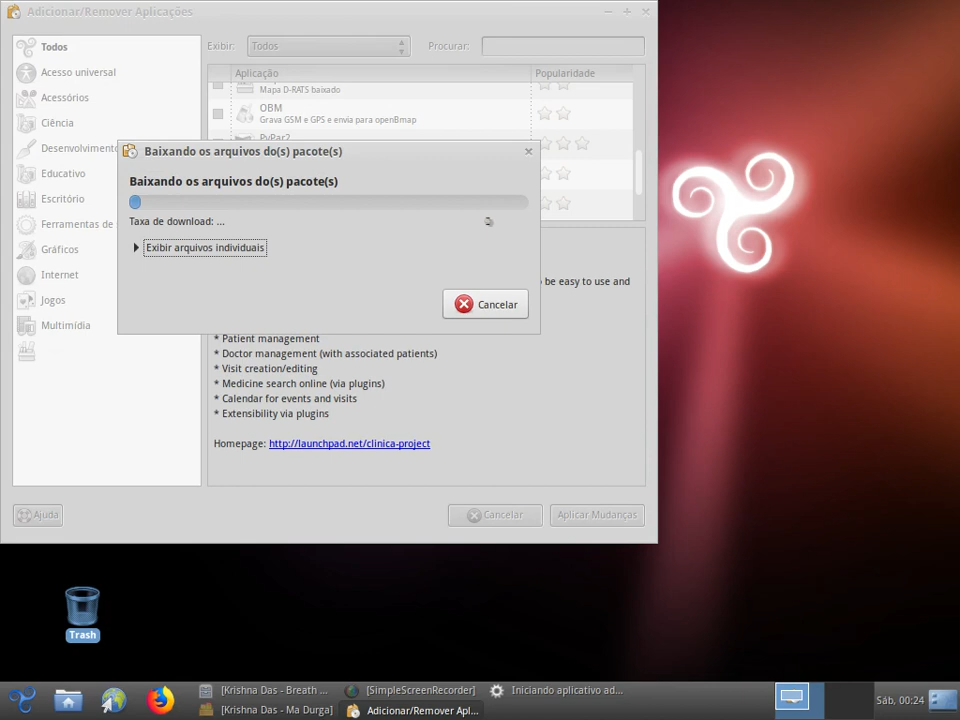 Adicionar/Remover Aplicações
Todos
Acesso universal
Acessórios
Ciência
Desenvolvimento
Educativo
Escritório
Ferramentas de
Gráficos
Internet
Jogos
Multimídia
Exibir:
Todos
Procurar:
Aplicação
Popularidade
Mapa D-RATS baixado
OBM
Grava GSM e GPS e envia para openBmap
PyPar2
Baixando os arquivos do(s) pacote(s)
Baixando os arquivos do(s) pacote(s)
Taxa de download: ...
Exibir arquivos individuais
Cancelar
be easy to use and
* Patient management
* Doctor management (with associated patients)
* Visit creation/editing
* Medicine search online (via plugins)
* Calendar for events and visits
* Extensibility via plugins
Homepage: http://launchpad.net/clinica-project
Ajuda
Cancelar
Aplicar Mudanças
Trash
[Krishna Das - Breath ...
[SimpleScreenRecorder]
Iniciando aplicativo ad...
[Krishna Das - Ma Durga]
Adicionar/Remover Apl...
Sáb, 00:24